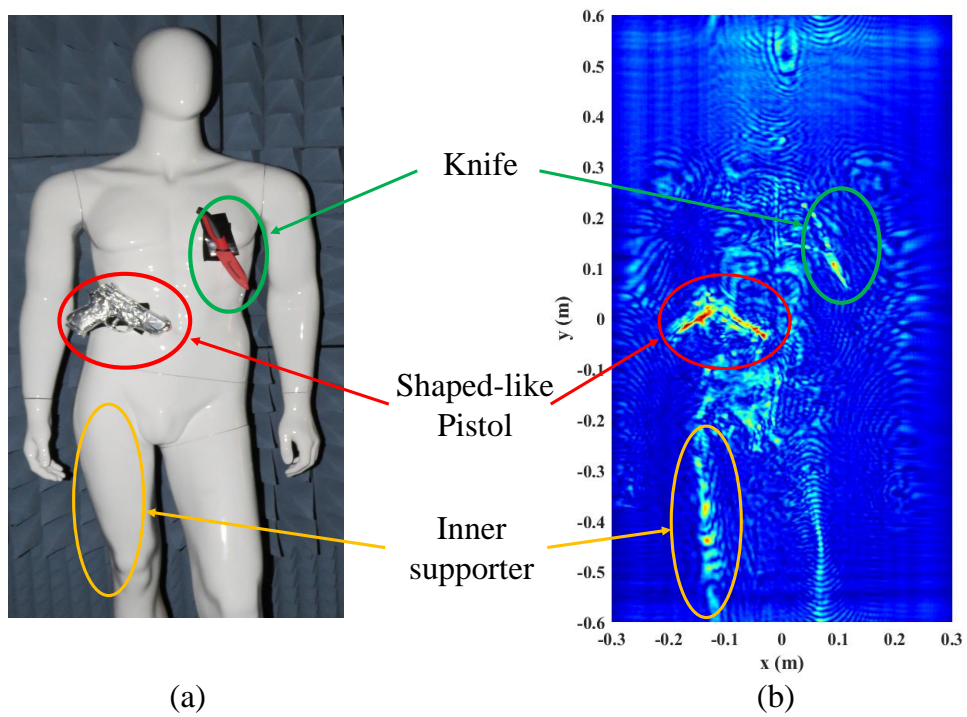 Knife
Shaped-like
Pistol
Inner
supporter
0.6
0.5
0.4
0.3
0.2
0.1
0
-0.1
-0.2
-0.3
-0.4
-0.5
-0.6
y (m)
-0.3
-0.2
-0.1
0
0.1
0.2
0.3
x (m)
(a)
(b)